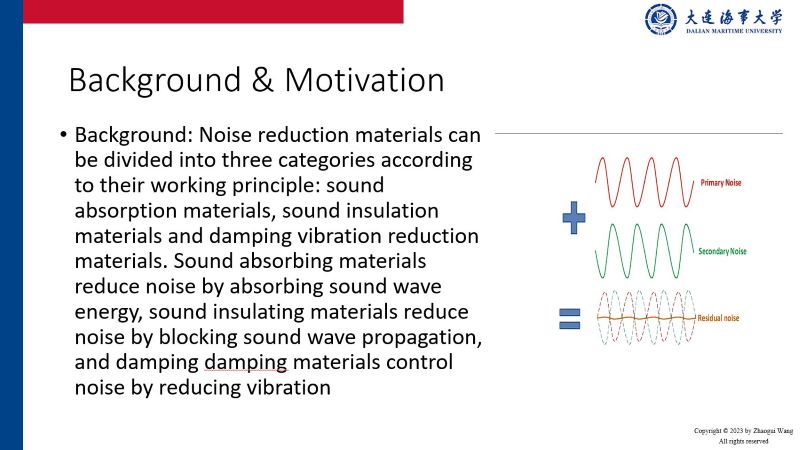 大连海事大学
DALIAN MARITIME UNIVERSITY
Background & Motivation
• Background: Noise reduction materials can
be divided into three categories according
to their working principle: sound
absorption materials, sound insulation
materials and damping vibration reduction
materials. Sound absorbing materials
reduce noise by absorbing sound wave
energy, sound insulating materials reduce
noise by blocking sound wave propagation,
and damping damping materials control
noise by reducing vibration
Primary Noise
Secondary Noise
Residual noise
Copyright © 2023 by Zhaogui Wang
All rights reserved